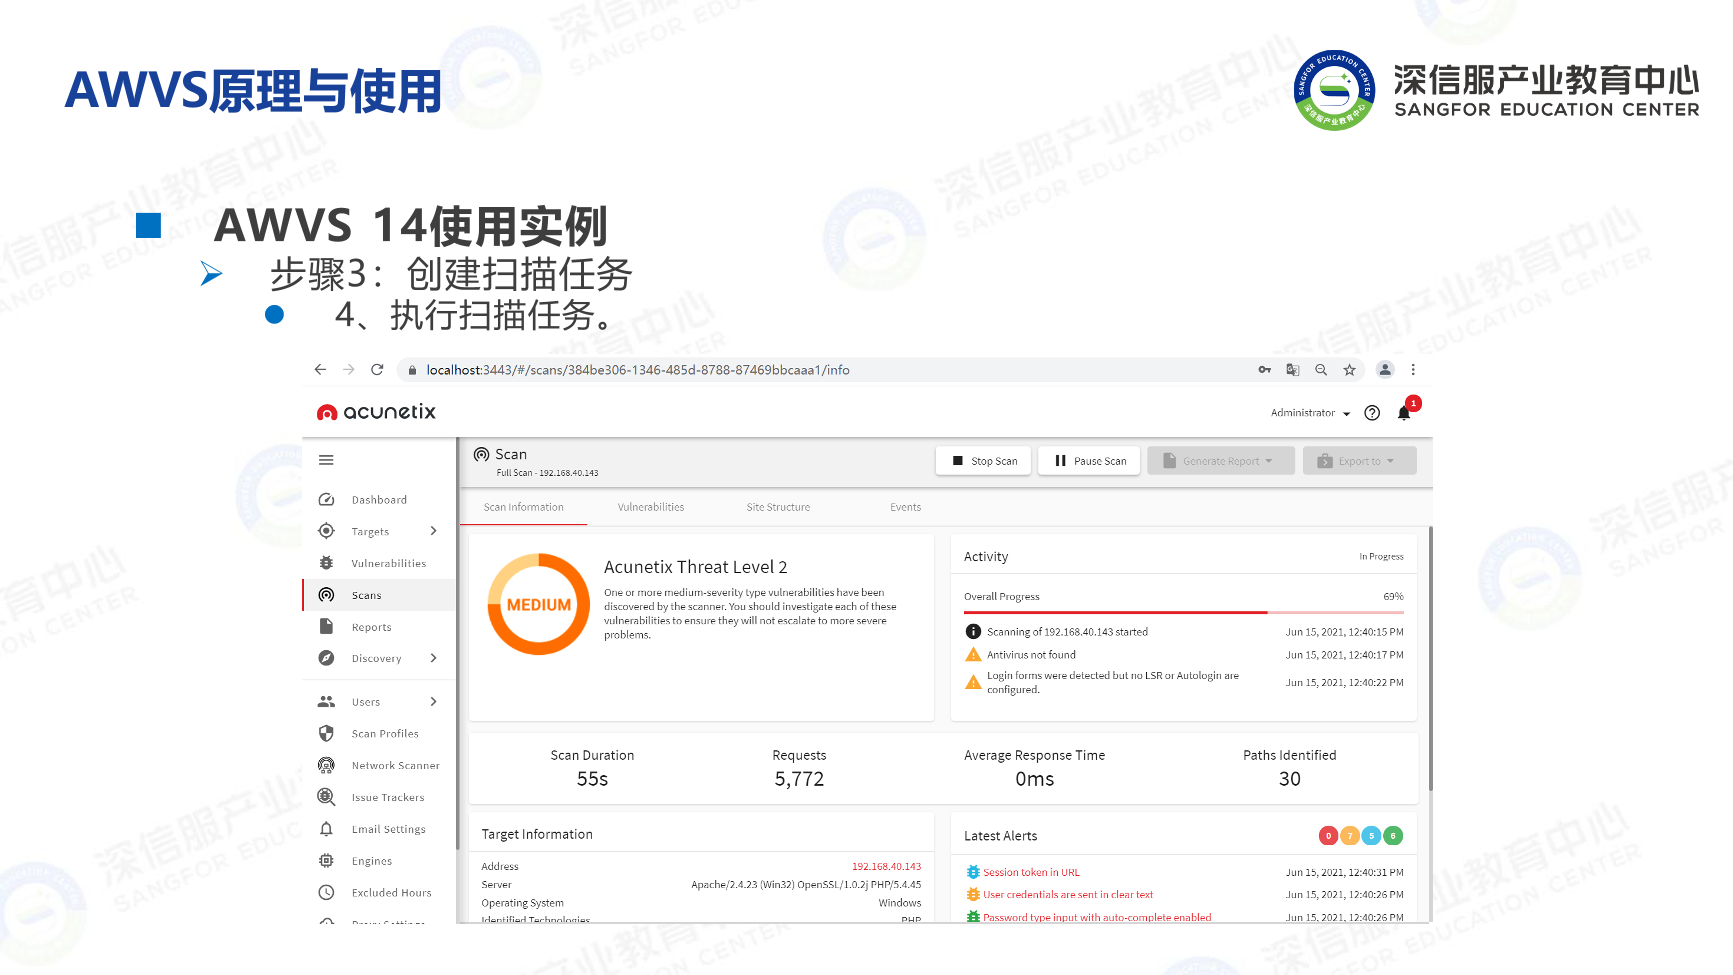 AWVS原理与使用
深信服产业教育中心
SANGFOR EDUCATION CENTER
AWVS 14使用实例
步骤3：创建扫描任务
4、执行扫描任务。
localhost:3443/#/scans/384be306-1346-485d-8788-87469bbcaaa1/info
acunetix
Administrator
1
Scan
Full Scan - 192.168.40.143
Stop Scan
Pause Scan
Generate Report
Export to
Dashboard
Targets
Vulnerabilities
Scans
Reports
Discovery
Users
Scan Profiles
Network Scanner
Issue Trackers
Email Settings
Engines
Excluded Hours
Proxy Settings
Scan Information
Vulnerabilities
Site Structure
Events
MEDIUM
Acunetix Threat Level 2
One or more medium-severity type vulnerabilities have been
discovered by the scanner. You should investigate each of these
vulnerabilities to ensure they will not escalate to more severe
problems.
Activity
In Progress
Overall Progress 69%
Scanning of 192.168.40.143 started Jun 15, 2021, 12:40:15 PM
Antivirus not found Jun 15, 2021, 12:40:17 PM
Login forms were detected but no LSR or Autologin are
configured. Jun 15, 2021, 12:40:22 PM
Scan Duration
55s
Requests
5,772
Average Response Time
0ms
Paths Identified
30
Target Information
Address 192.168.40.143
Server Apache/2.4.23 (Win32) OpenSSL/1.0.2j PHP/5.4.45
Operating System Windows
Identified Technologies PHP
Latest Alerts
0 7 5 6
Session token in URL Jun 15, 2021, 12:40:31 PM
User credentials are sent in clear text Jun 15, 2021, 12:40:26 PM
Password type input with auto-complete enabled Jun 15, 2021, 12:40:26 PM